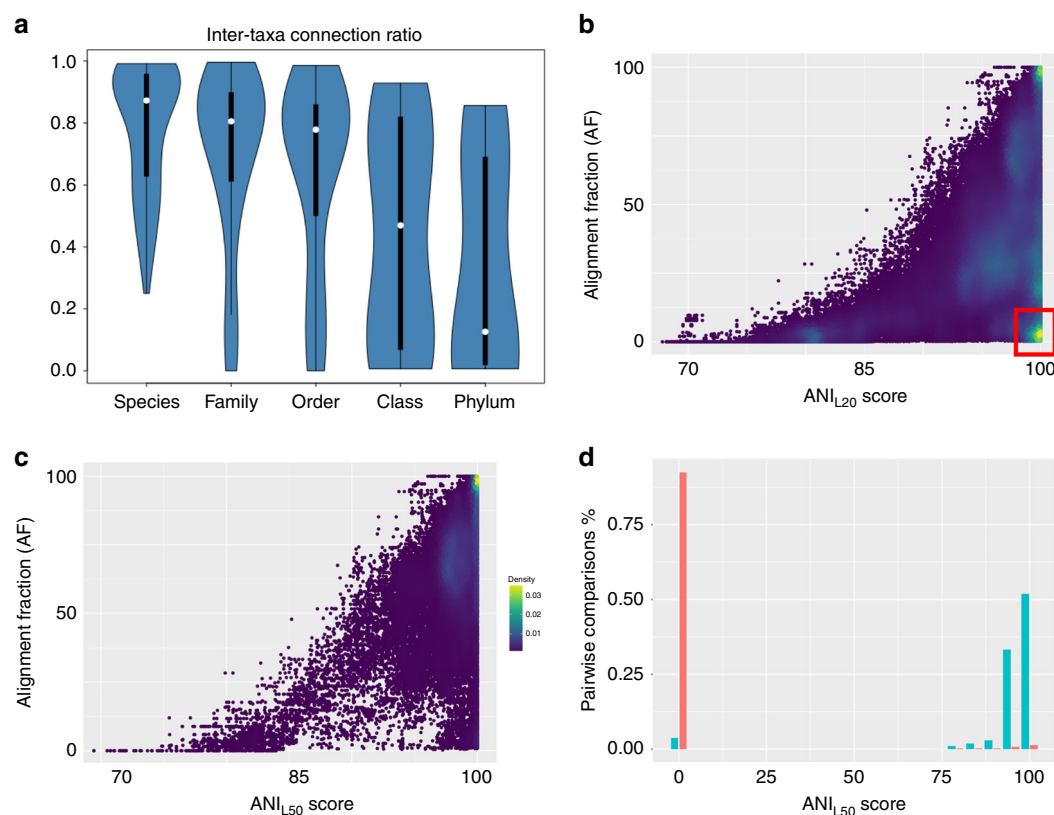 a
Inter-taxa connection ratio
1.0
0.8
0.6
0.4
0.2
0.0
Species Family Order Class Phylum
b
Alignment fraction (AF)
100
50
0
70 85 100
ANIL20 score
c
Alignment fraction (AF)
100
50
0
70 85 100
ANIL50 score
Density
0.03
0.02
0.01
d
Pairwise comparisons %
0.75
0.50
0.25
0.00
0 25 50 75 100
ANIL50 score